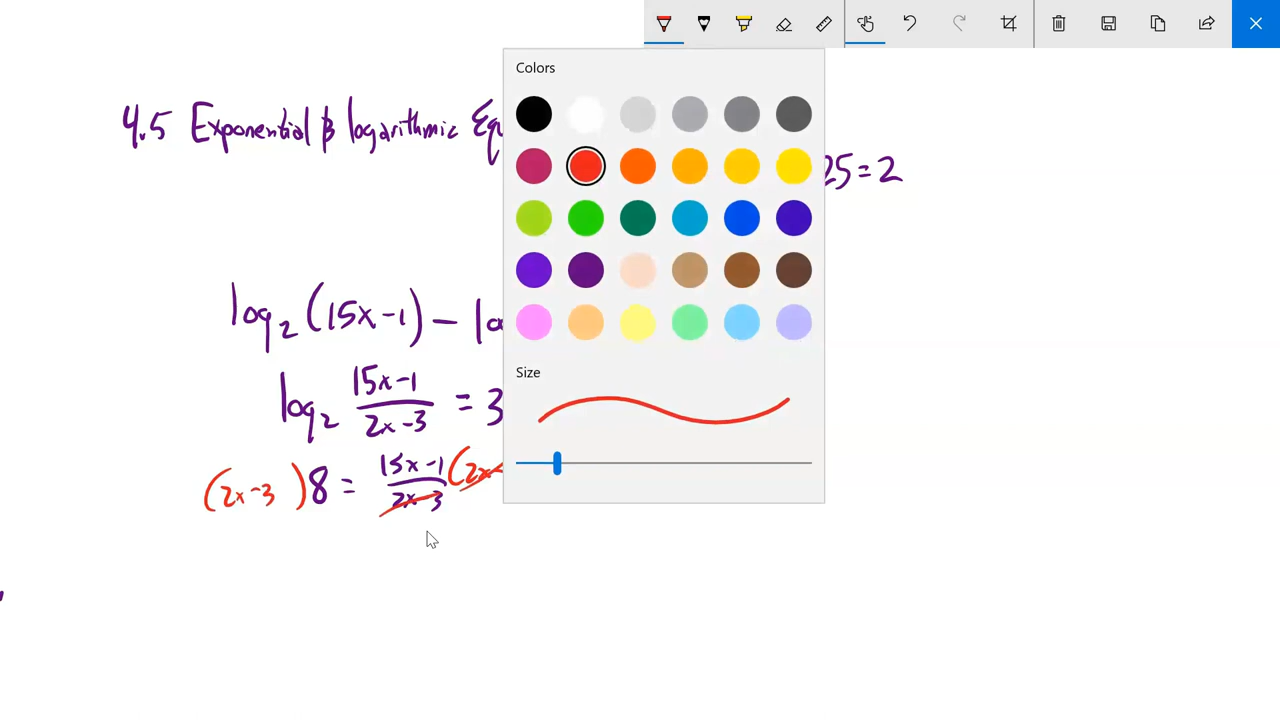 Colors
4.5 Exponential & logarithmic Equ
25 = 2
log₂ (15x-1) - lo
log₂ (15x-1)/(2x-3) = 3
Size
(2x-3 ) 8 = (15x-1)/(2x-3) (2x